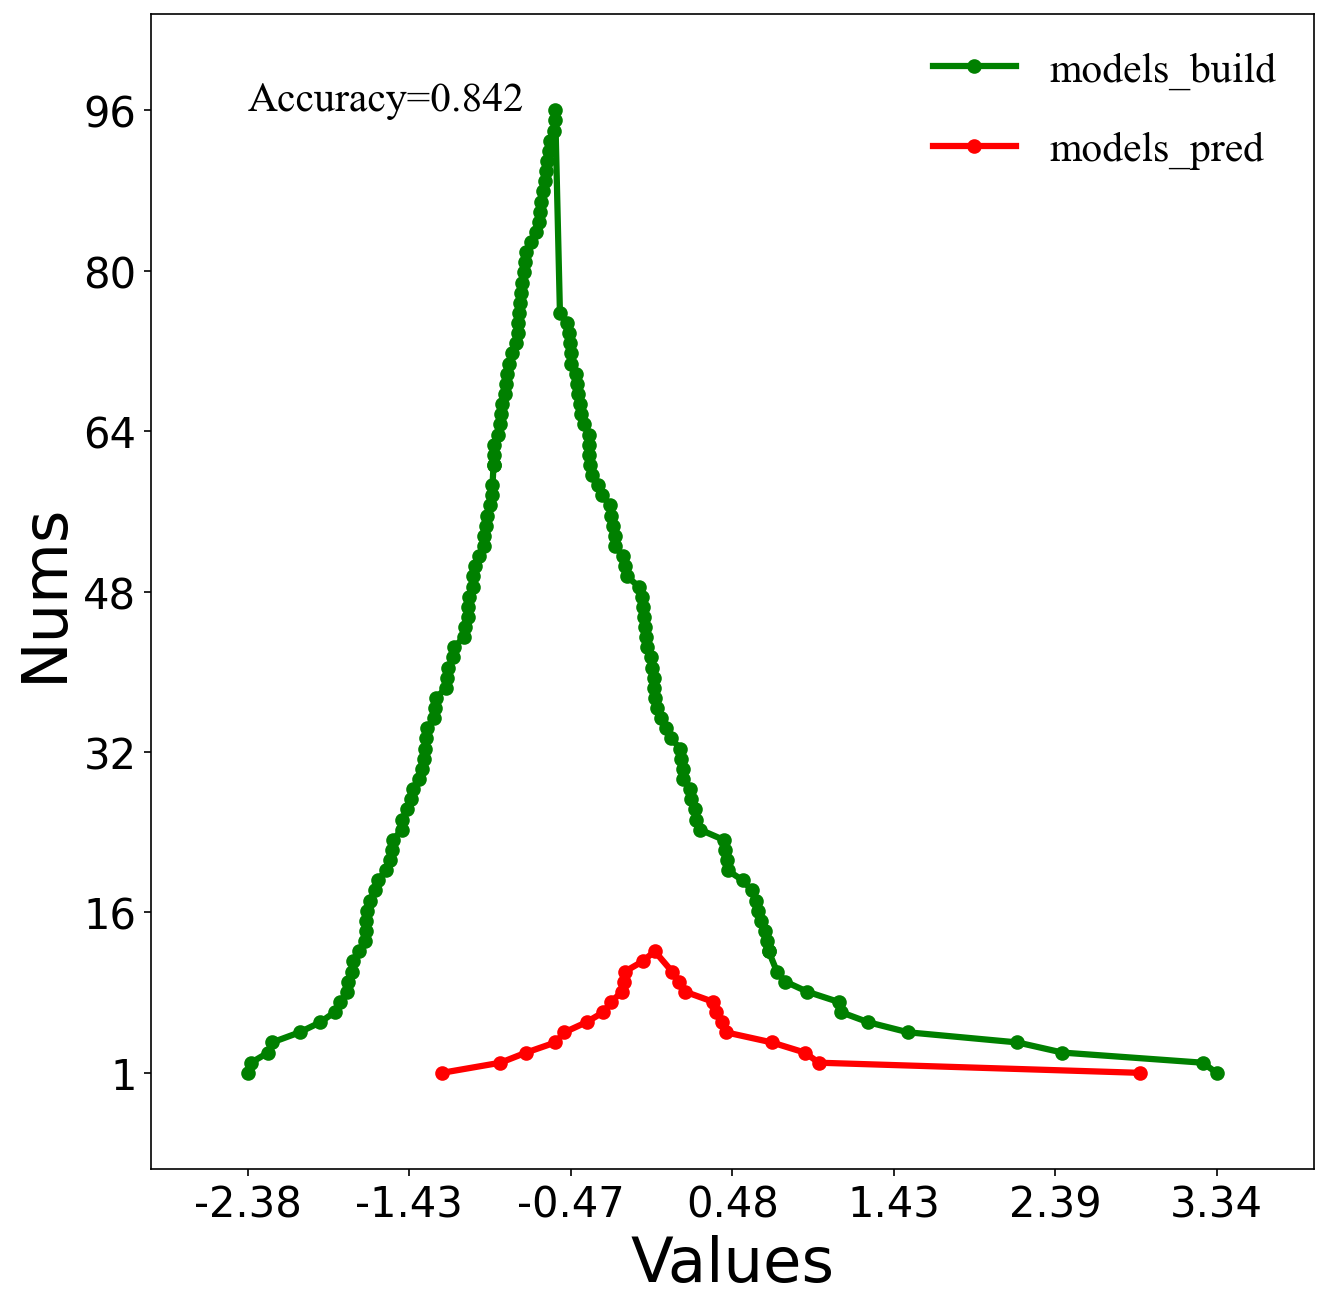 models_build
Accuracy=0.842
models_pred
96
80
64
48
32
16
1
Nums
-2.38 -1.43 -0.47 0.48 1.43 2.39 3.34
Values